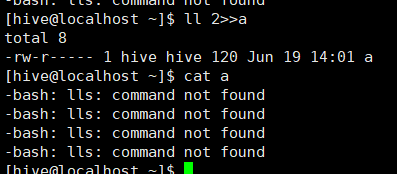 -bash: lls: command not found
[hive@localhost ~]$ ll 2>>a
total 8
-rw-r----- 1 hive hive 120 Jun 19 14:01 a
[hive@localhost ~]$ cat a
-bash: lls: command not found
-bash: lls: command not found
-bash: lls: command not found
-bash: lls: command not found
[hive@localhost ~]$